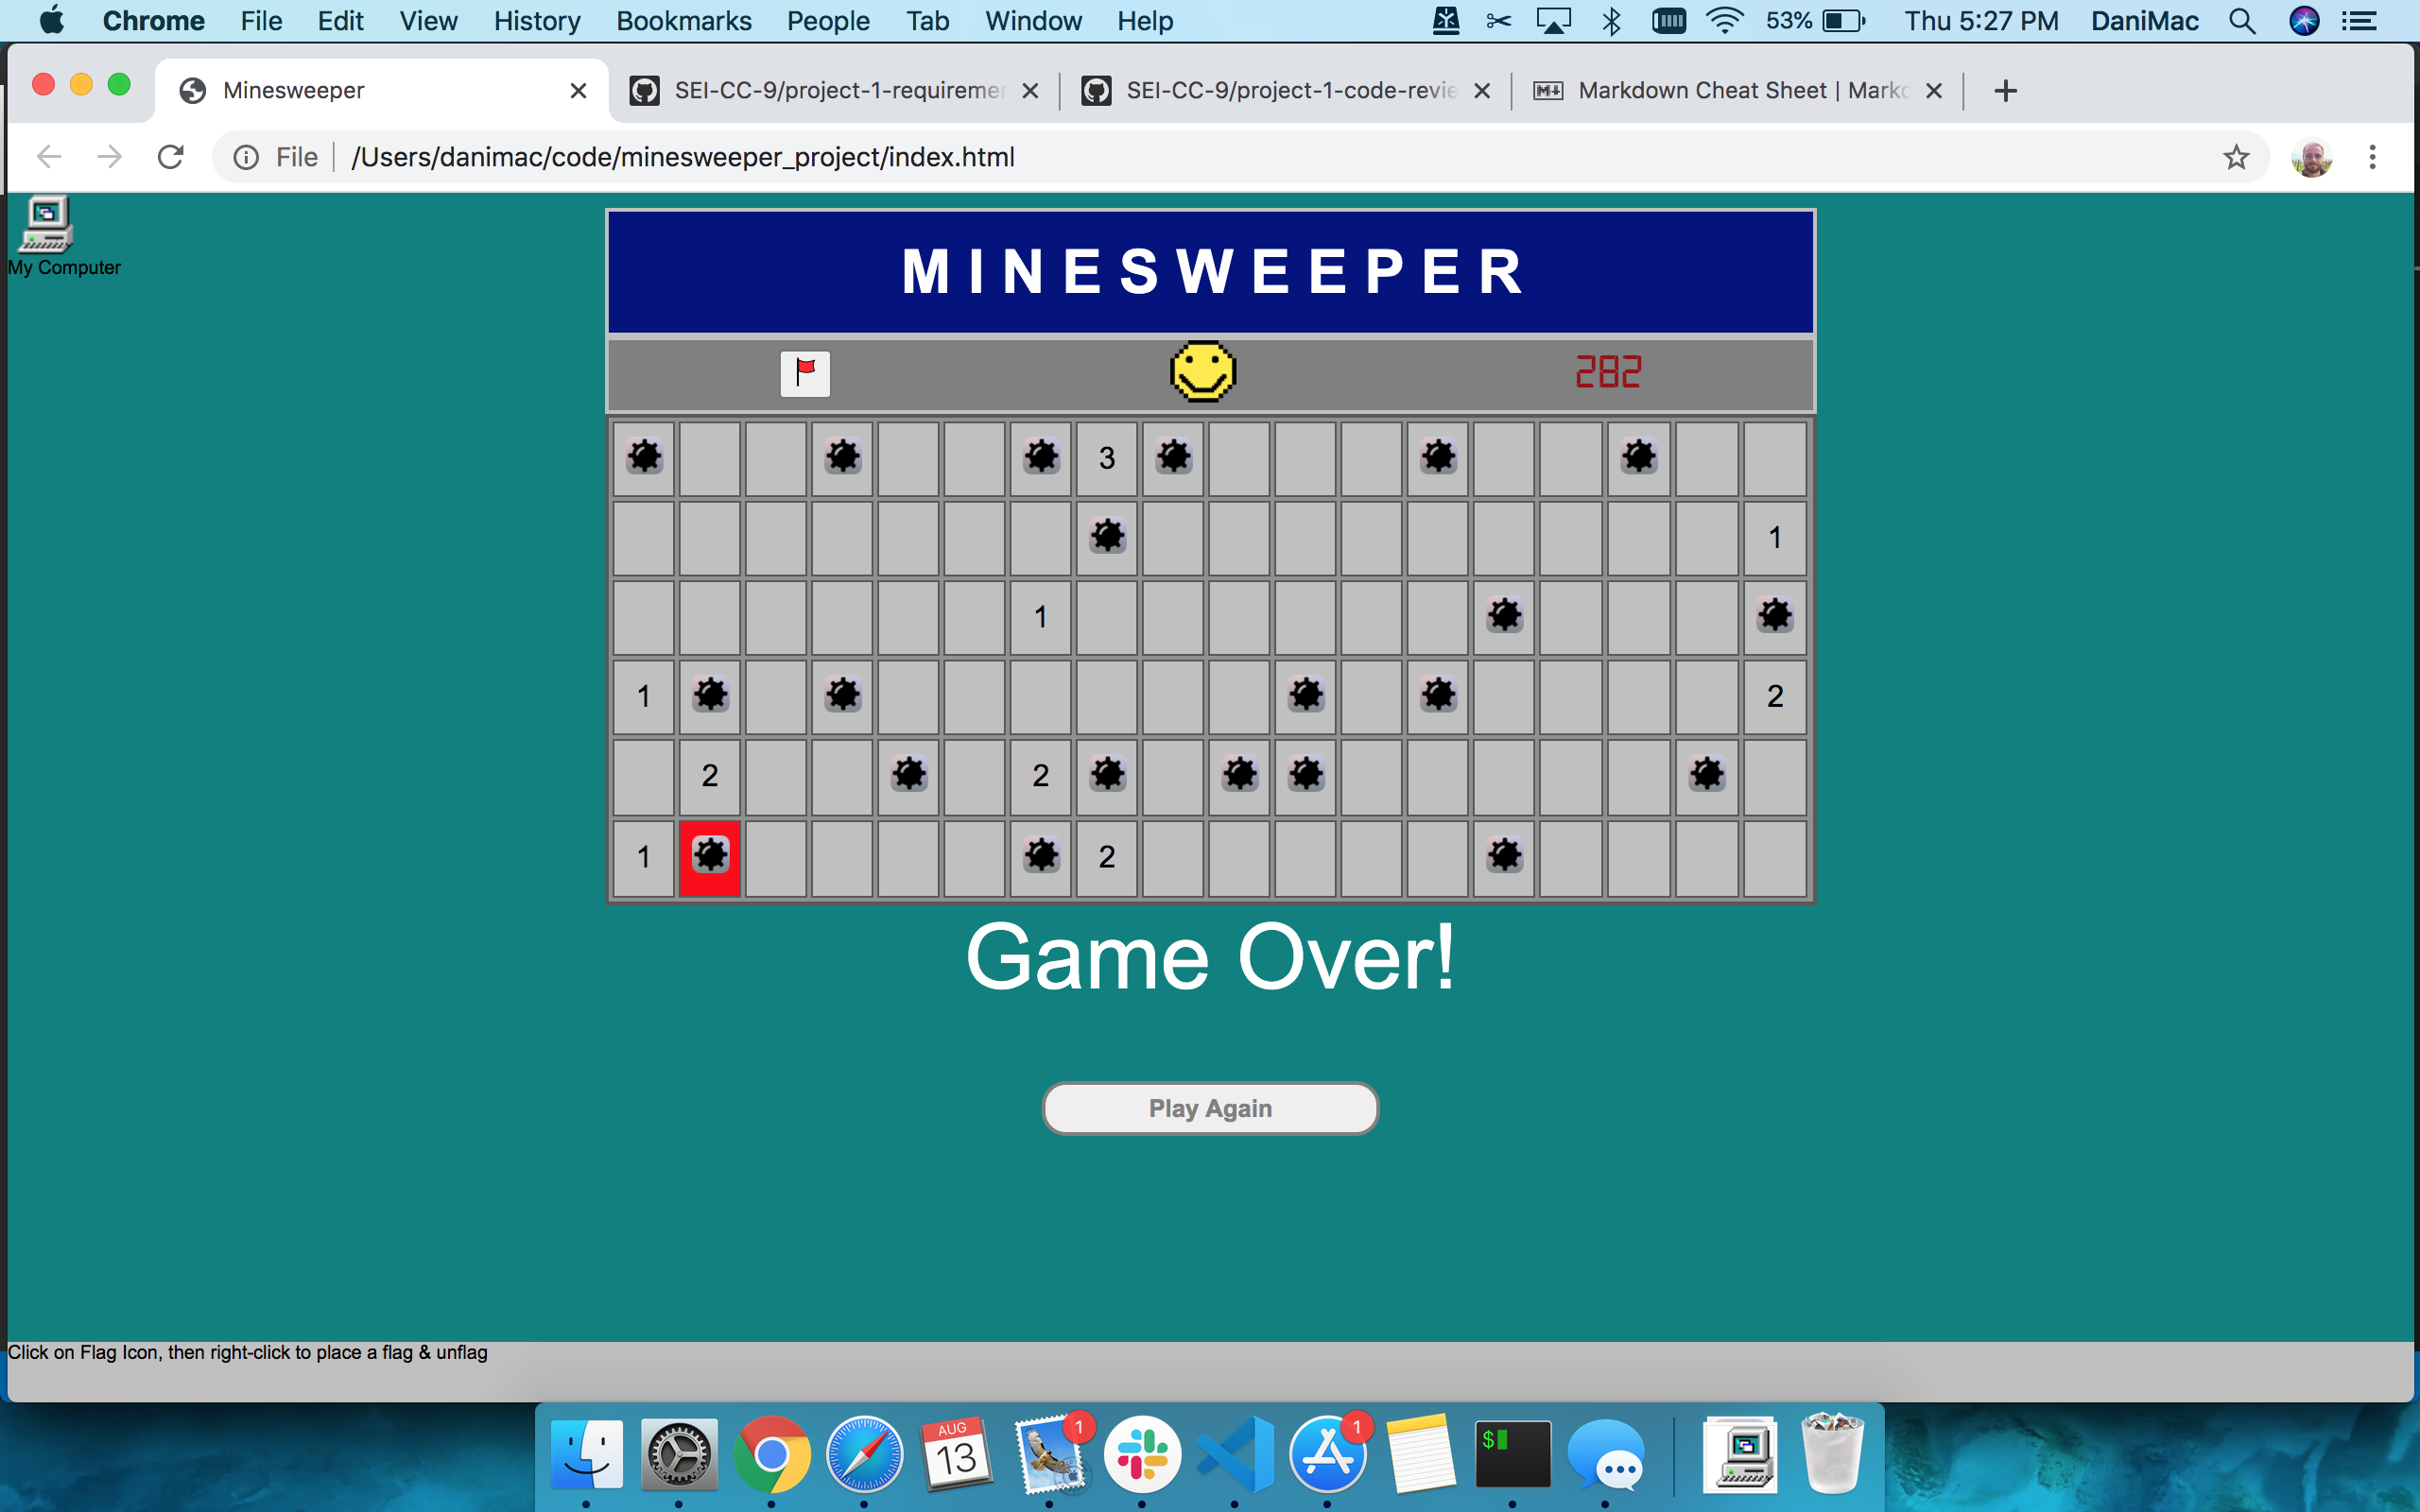 Chrome File Edit View History Bookmarks People Tab Window Help 53% Thu 5:27 PM DaniMac
Minesweeper SEI-CC-9/project-1-requiremen SEI-CC-9/project-1-code-revie Markdown Cheat Sheet | Markd
File /Users/danimac/code/minesweeper_project/index.html
My Computer
MINESWEEPER
282
3
1
1
1 2
2 2
1 2
Game Over!
Play Again
Click on Flag Icon, then right-click to place a flag & unflag
AUG 1 1
13 $